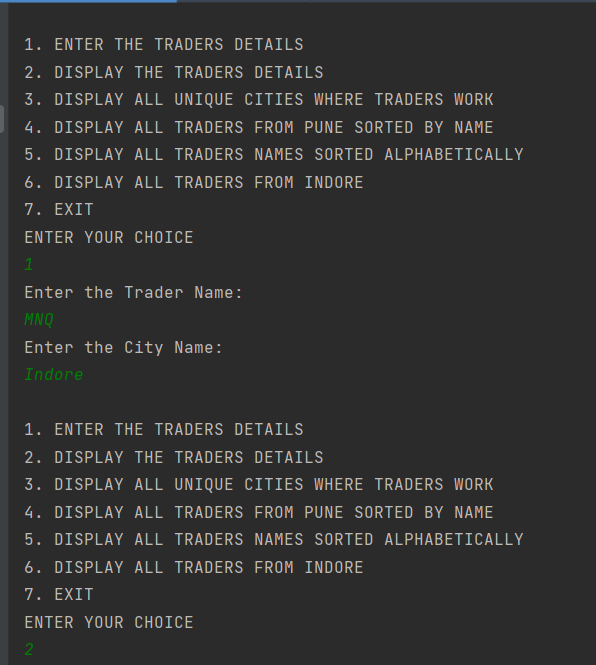 1. ENTER THE TRADERS DETAILS
2. DISPLAY THE TRADERS DETAILS
3. DISPLAY ALL UNIQUE CITIES WHERE TRADERS WORK
4. DISPLAY ALL TRADERS FROM PUNE SORTED BY NAME
5. DISPLAY ALL TRADERS NAMES SORTED ALPHABETICALLY
6. DISPLAY ALL TRADERS FROM INDORE
7. EXIT
ENTER YOUR CHOICE
1
Enter the Trader Name:
MNQ
Enter the City Name:
Indore
1. ENTER THE TRADERS DETAILS
2. DISPLAY THE TRADERS DETAILS
3. DISPLAY ALL UNIQUE CITIES WHERE TRADERS WORK
4. DISPLAY ALL TRADERS FROM PUNE SORTED BY NAME
5. DISPLAY ALL TRADERS NAMES SORTED ALPHABETICALLY
6. DISPLAY ALL TRADERS FROM INDORE
7. EXIT
ENTER YOUR CHOICE
2